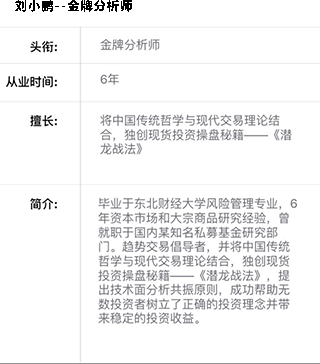 刘小鹏--金牌分析师
头衔:
金牌分析师
从业时间:
6年
擅长:
将中国传统哲学与现代交易理论结
合，独创现货投资操盘秘籍——《潜
龙战法》
简介:
毕业于东北财经大学风险管理专业，6
年资本市场和大宗商品研究经验，曾
就职于国内某知名私募基金研究部
门。趋势交易倡导者，并将中国传统
哲学与现代交易理论结合，独创现货
投资操盘秘籍——《潜龙战法》，提
出技术面分析共振原则，成功帮助无
数投资者树立了正确的投资理念并带
来稳定的投资收益。